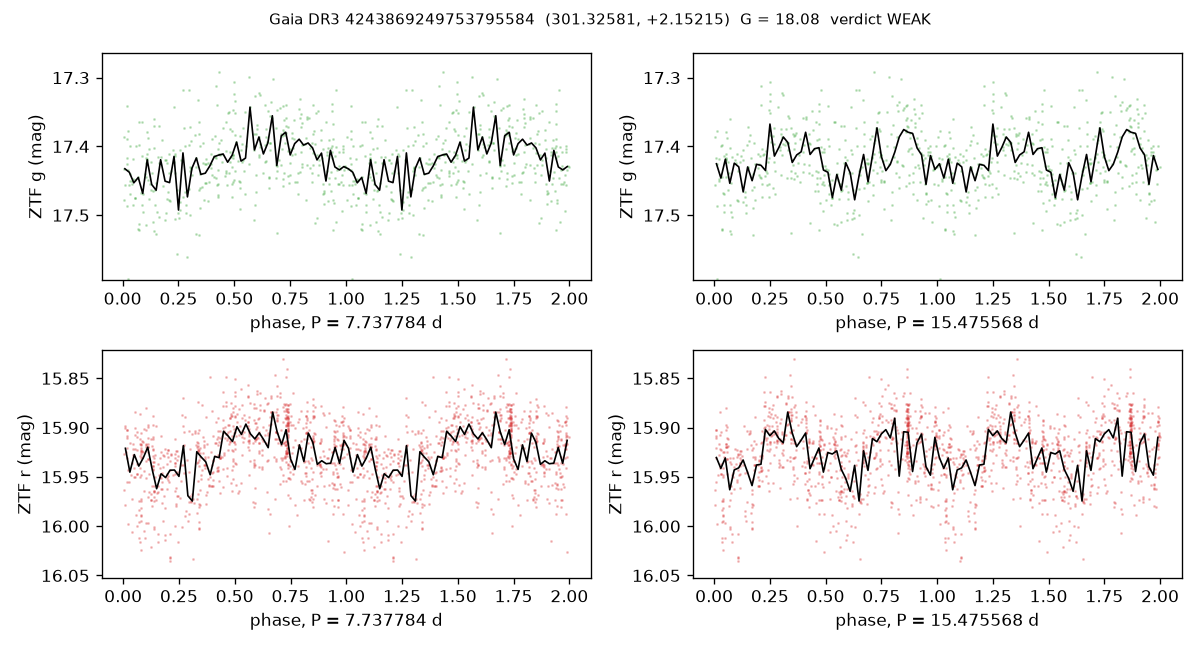 Gaia DR3 4243869249753795584 (301.32581, +2.15215) G = 18.08 verdict WEAK
17.3
17.4
17.5
ZTF g (mag)
0.00 0.25 0.50 0.75 1.00 1.25 1.50 1.75 2.00
phase, P = 7.737784 d
17.3
17.4
17.5
ZTF g (mag)
0.00 0.25 0.50 0.75 1.00 1.25 1.50 1.75 2.00
phase, P = 15.475568 d
15.85
15.90
15.95
16.00
16.05
ZTF r (mag)
0.00 0.25 0.50 0.75 1.00 1.25 1.50 1.75 2.00
phase, P = 7.737784 d
15.85
15.90
15.95
16.00
16.05
ZTF r (mag)
0.00 0.25 0.50 0.75 1.00 1.25 1.50 1.75 2.00
phase, P = 15.475568 d